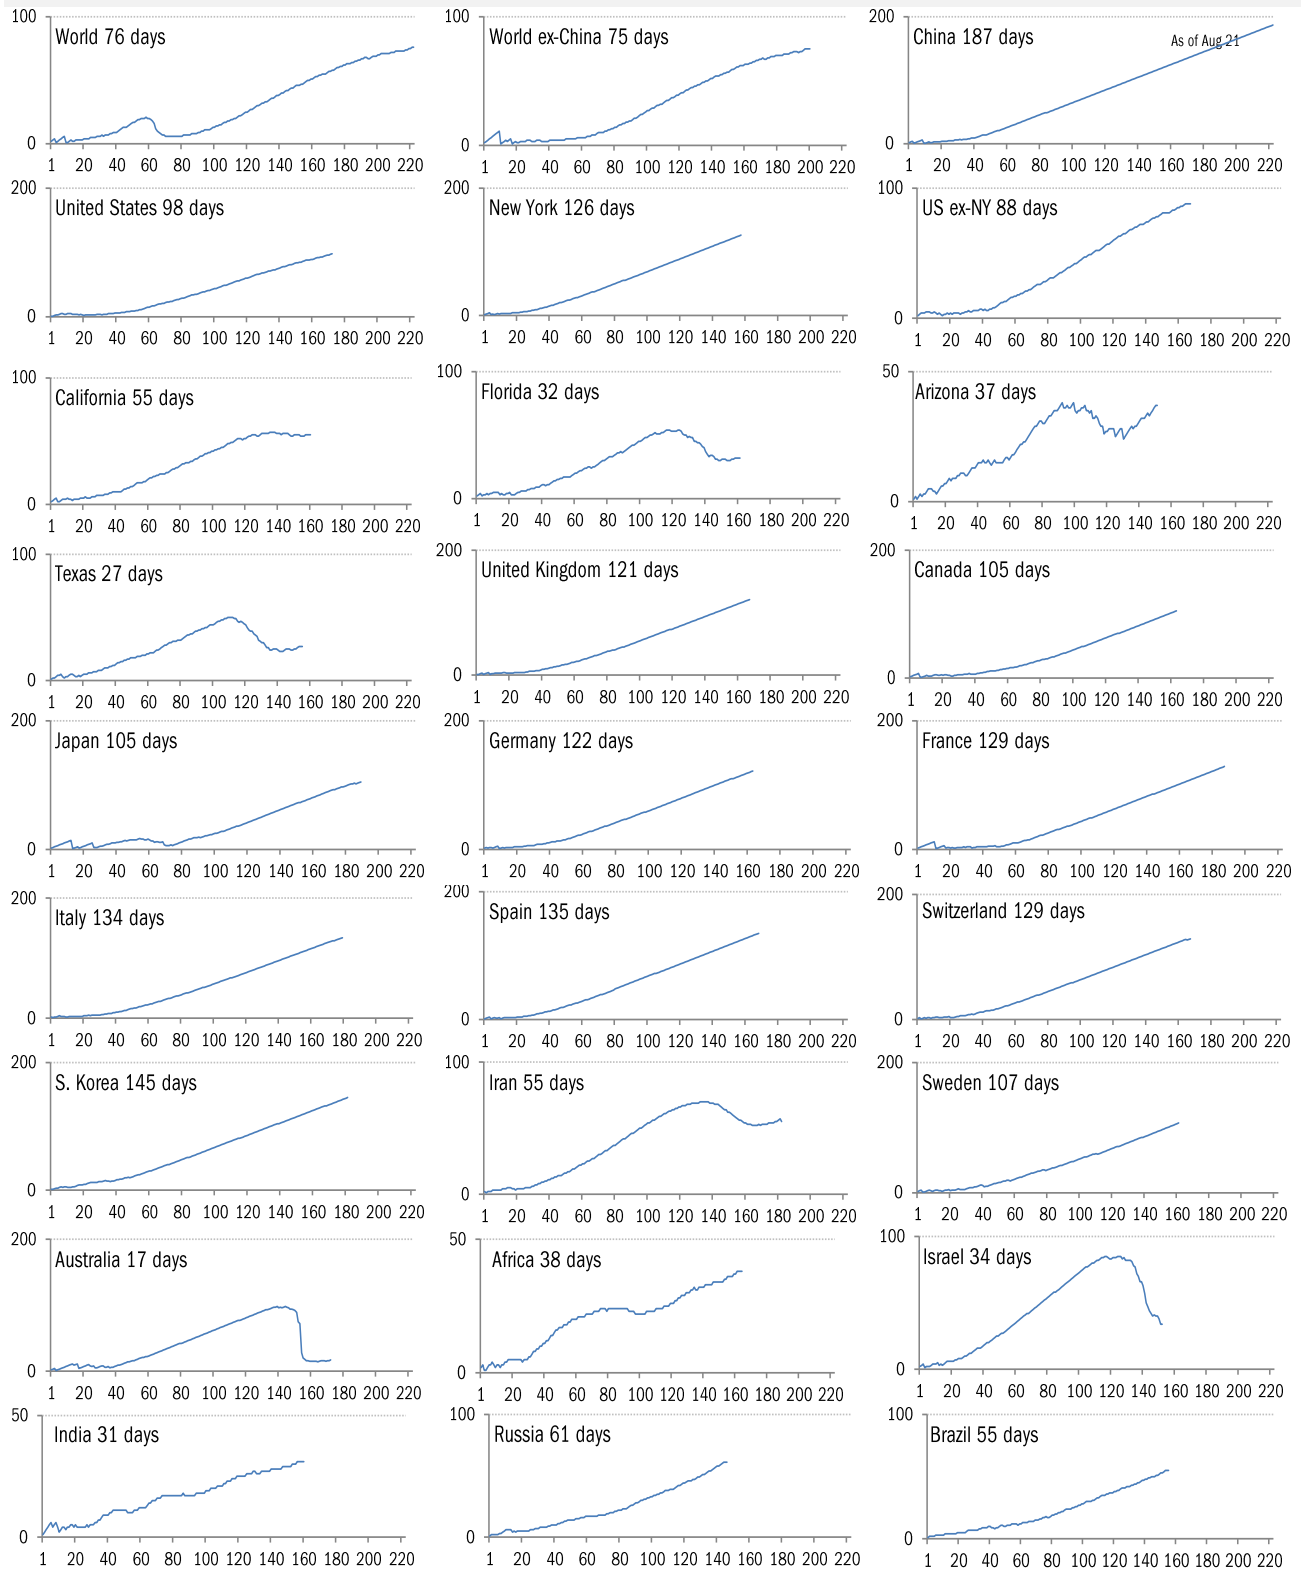 100
World 76 days
0
1 20 40 60 80 100 120 140 160 180 200 220
100
World ex-China 75 days
0
1 20 40 60 80 100 120 140 160 180 200 220
200
China 187 days
As of Aug 21
0
1 20 40 60 80 100 120 140 160 180 200 220
200
United States 98 days
0
1 20 40 60 80 100 120 140 160 180 200 220
200
New York 126 days
0
1 20 40 60 80 100 120 140 160 180 200 220
100
US ex-NY 88 days
0
1 20 40 60 80 100 120 140 160 180 200 220
100
California 55 days
0
1 20 40 60 80 100 120 140 160 180 200 220
100
Florida 32 days
0
1 20 40 60 80 100 120 140 160 180 200 220
50
Arizona 37 days
0
1 20 40 60 80 100 120 140 160 180 200 220
100
Texas 27 days
0
1 20 40 60 80 100 120 140 160 180 200 220
200
United Kingdom 121 days
0
1 20 40 60 80 100 120 140 160 180 200 220
200
Canada 105 days
0
1 20 40 60 80 100 120 140 160 180 200 220
200
Japan 105 days
0
1 20 40 60 80 100 120 140 160 180 200 220
200
Germany 122 days
0
1 20 40 60 80 100 120 140 160 180 200 220
200
France 129 days
0
1 20 40 60 80 100 120 140 160 180 200 220
200
Italy 134 days
0
1 20 40 60 80 100 120 140 160 180 200 220
200
Spain 135 days
0
1 20 40 60 80 100 120 140 160 180 200 220
200
Switzerland 129 days
0
1 20 40 60 80 100 120 140 160 180 200 220
200
S. Korea 145 days
0
1 20 40 60 80 100 120 140 160 180 200 220
100
Iran 55 days
0
1 20 40 60 80 100 120 140 160 180 200 220
200
Sweden 107 days
0
1 20 40 60 80 100 120 140 160 180 200 220
200
Australia 17 days
0
1 20 40 60 80 100 120 140 160 180 200 220
50
Africa 38 days
0
1 20 40 60 80 100 120 140 160 180 200 220
100
Israel 34 days
0
1 20 40 60 80 100 120 140 160 180 200 220
50
India 31 days
0
1 20 40 60 80 100 120 140 160 180 200 220
100
Russia 61 days
0
1 20 40 60 80 100 120 140 160 180 200 220
100
Brazil 55 days
0
1 20 40 60 80 100 120 140 160 180 200 220